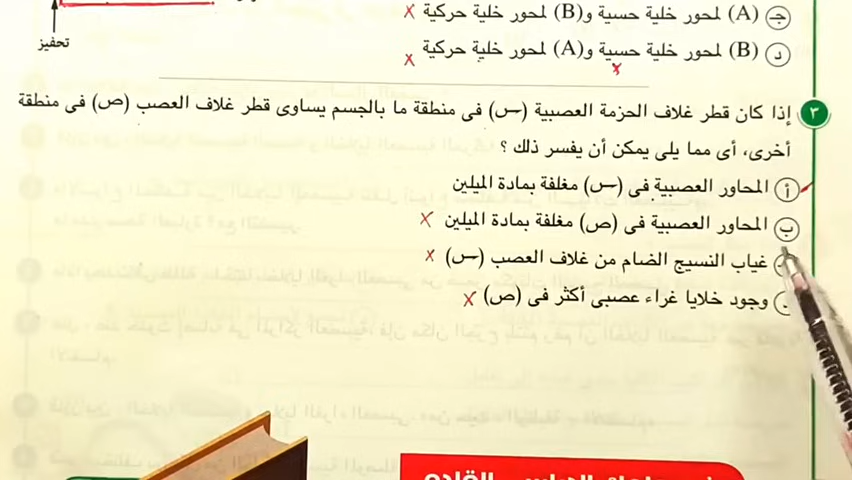 جـ (A) لمحور خلية حسية و(B) لمحور خلية حركية
تحفيز
د (B) لمحور خلية حسية و(A) لمحور خلية حركية
٣ إذا كان قطر غلاف الحزمة العصبية (س) فى منطقة ما بالجسم يساوى قطر غلاف العصب (ص) فى منطقة
أخرى، أى مما يلى يمكن أن يفسر ذلك ؟
أ المحاور العصبية فى (س) مغلفة بمادة الميلين
ب المحاور العصبية فى (ص) مغلفة بمادة الميلين
غياب النسيج الضام من غلاف العصب (س)
د وجود خلايا غراء عصبى أكثر فى (ص)